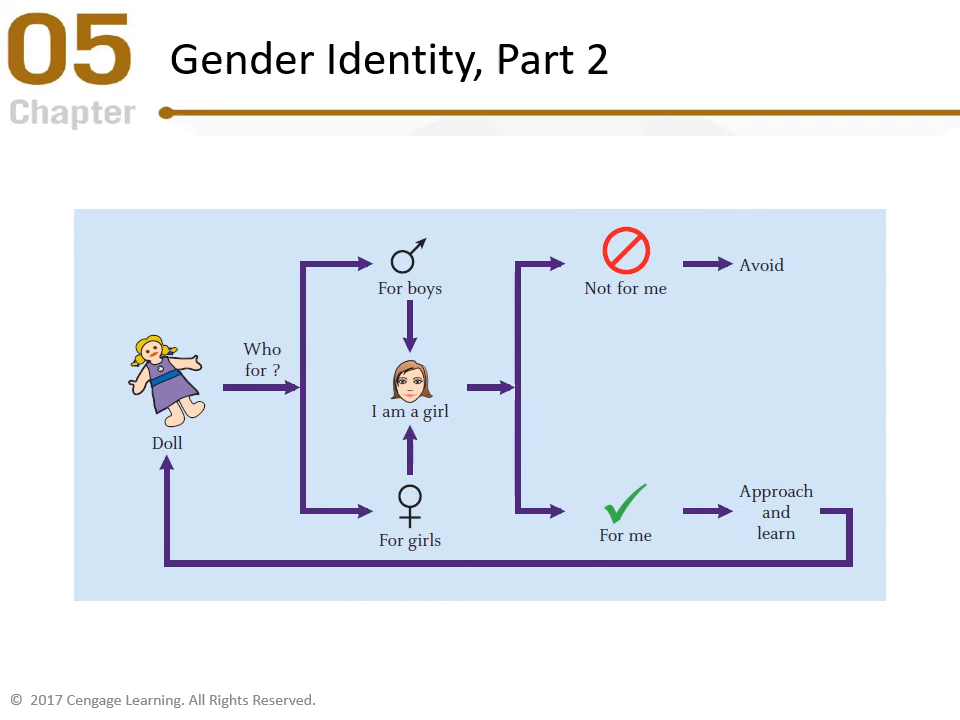 05
Chapter
Gender Identity, Part 2
Who
for ?
Doll
For boys
I am a girl
For girls
Not for me
Avoid
For me
Approach
and
learn
© 2017 Cengage Learning. All Rights Reserved.